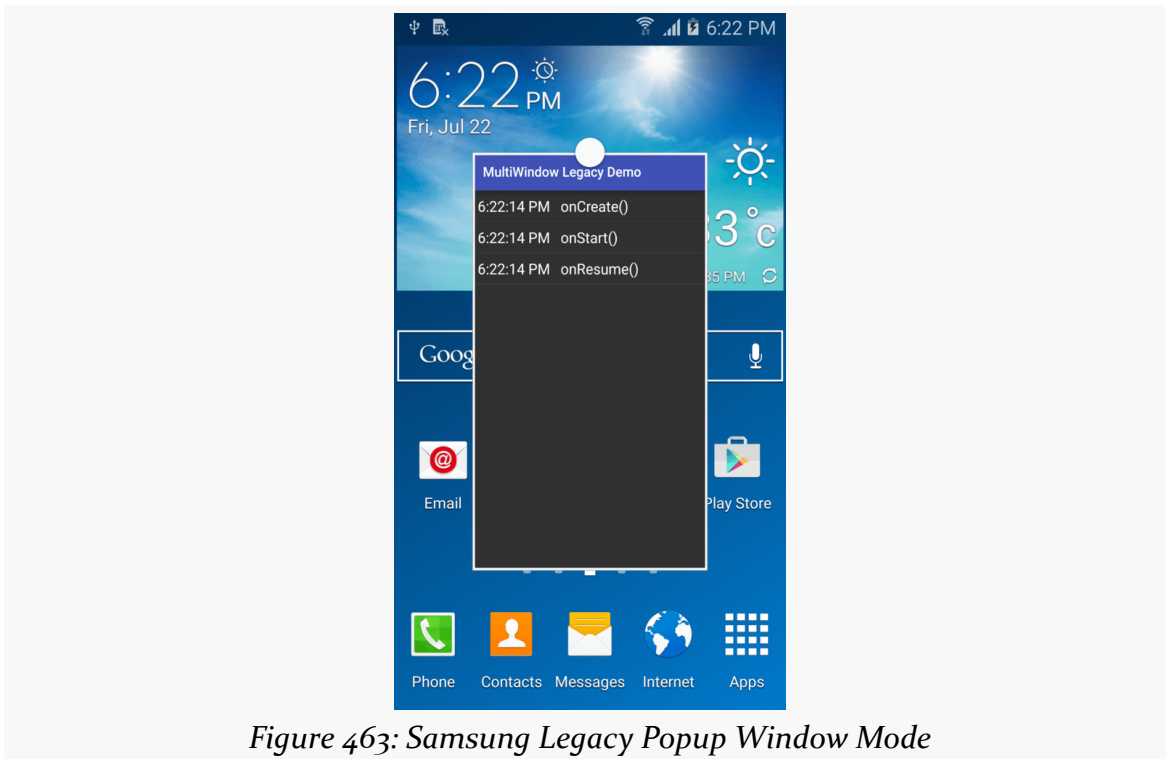 6:22 PM
6:22 PM
Fri, Jul 22
MultiWindow Legacy Demo
6:22:14 PM onCreate()
6:22:14 PM onStart()
3°c
6:22:14 PM onResume()
35 PM
Goog
Email
Play Store
Phone Contacts Messages Internet Apps
Figure 463: Samsung Legacy Popup Window Mode